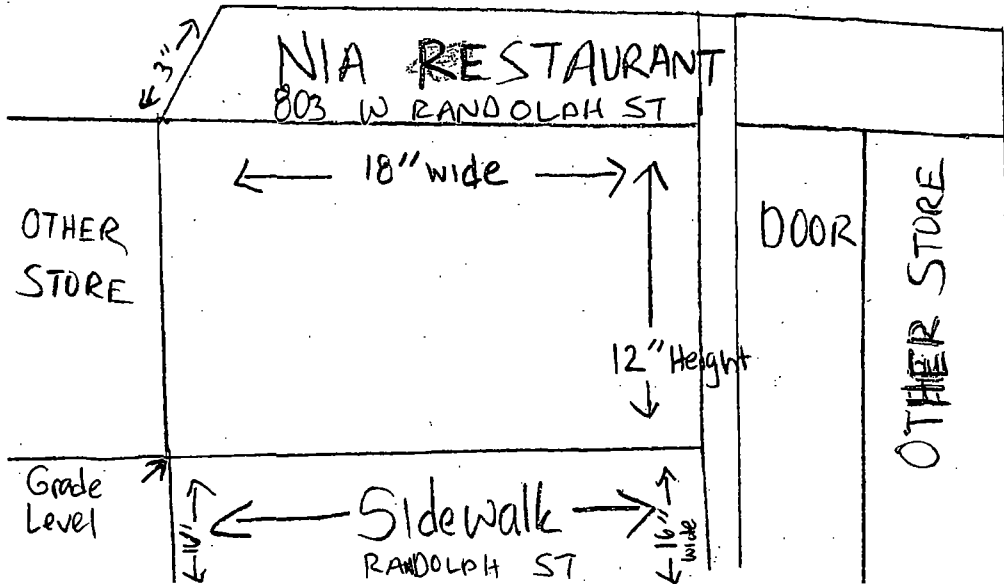 3"
NIA RESTAURANT
803 W RANDOLPH ST
18" wide
OTHER
STORE
DOOR
OTHER STORE
12" Height
Grade
Level
16"
Sidewalk
16"
wide
RANDOLPH ST